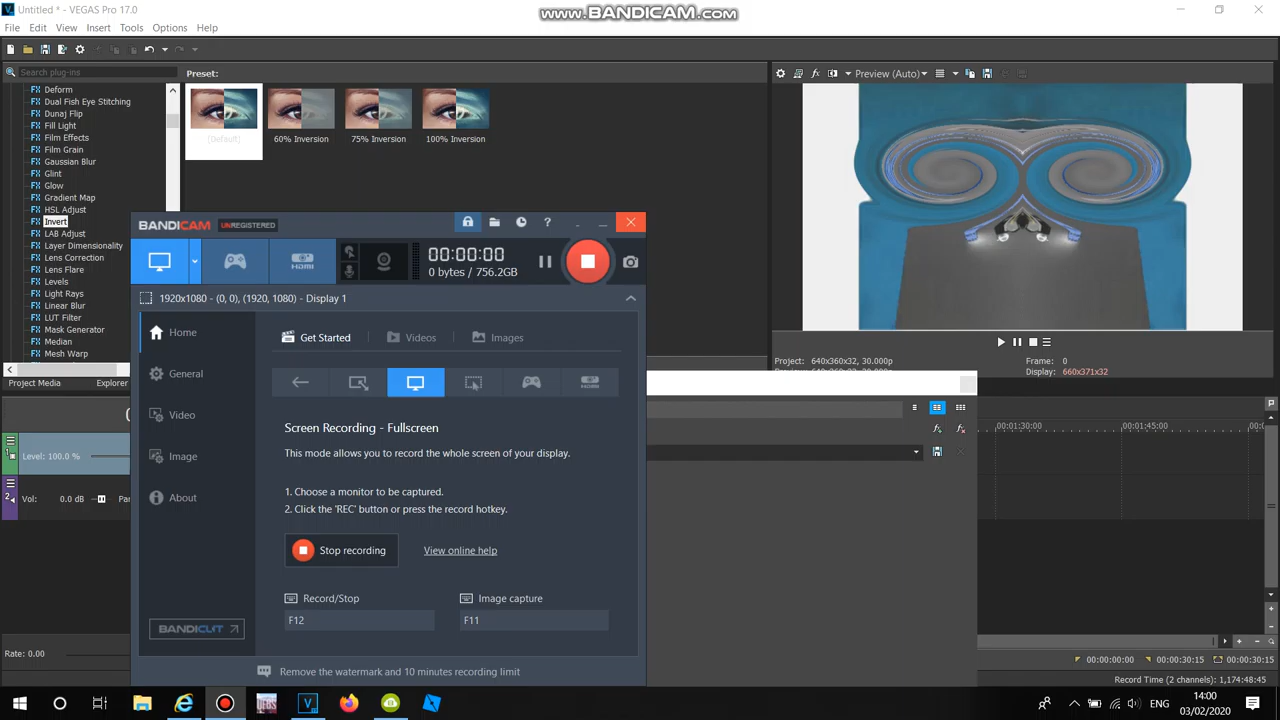 Untitled * - VEGAS Pro 17.0
www.BANDICAM.com
File Edit View Insert Tools Options Help
Search plug-ins
Preset:
Preview (Auto)
Deform
Dual Fish Eye Stitching
Dunaj Flip
Fill Light
Film Effects
Film Grain
Gaussian Blur
Glint
Glow
Gradient Map
HSL Adjust
Invert
LAB Adjust
Layer Dimensionality
Lens Correction
Lens Flare
Levels
Light Rays
Linear Blur
LUT Filter
Mask Generator
Median
Mesh Warp
[Default]
60% Inversion
75% Inversion
100% Inversion
Project Media Explorer
BANDICAM UNREGISTERED
00:00:00
0 bytes / 756.2GB
HDMI
1920x1080 - (0, 0), (1920, 1080) - Display 1
Home
General
Video
Image
About
BANDICUT
Get Started Videos Images
Screen Recording - Fullscreen
This mode allows you to record the whole screen of your display.
1. Choose a monitor to be captured.
2. Click the 'REC' button or press the record hotkey.
Stop recording View online help
Record/Stop Image capture
F12 F11
Remove the watermark and 10 minutes recording limit
Project: 640x360x32, 30.000p
Frame: 0
Display: 660x371x32
00:01:30:00 00:01:45:00
1 Level: 100.0 %
2 Vol: 0.0 dB
Rate: 0.00
00:00:00:00 00:00:30:15 00:00:30:15
Record Time (2 channels): 1,174:48:45
ENG
14:00
03/02/2020